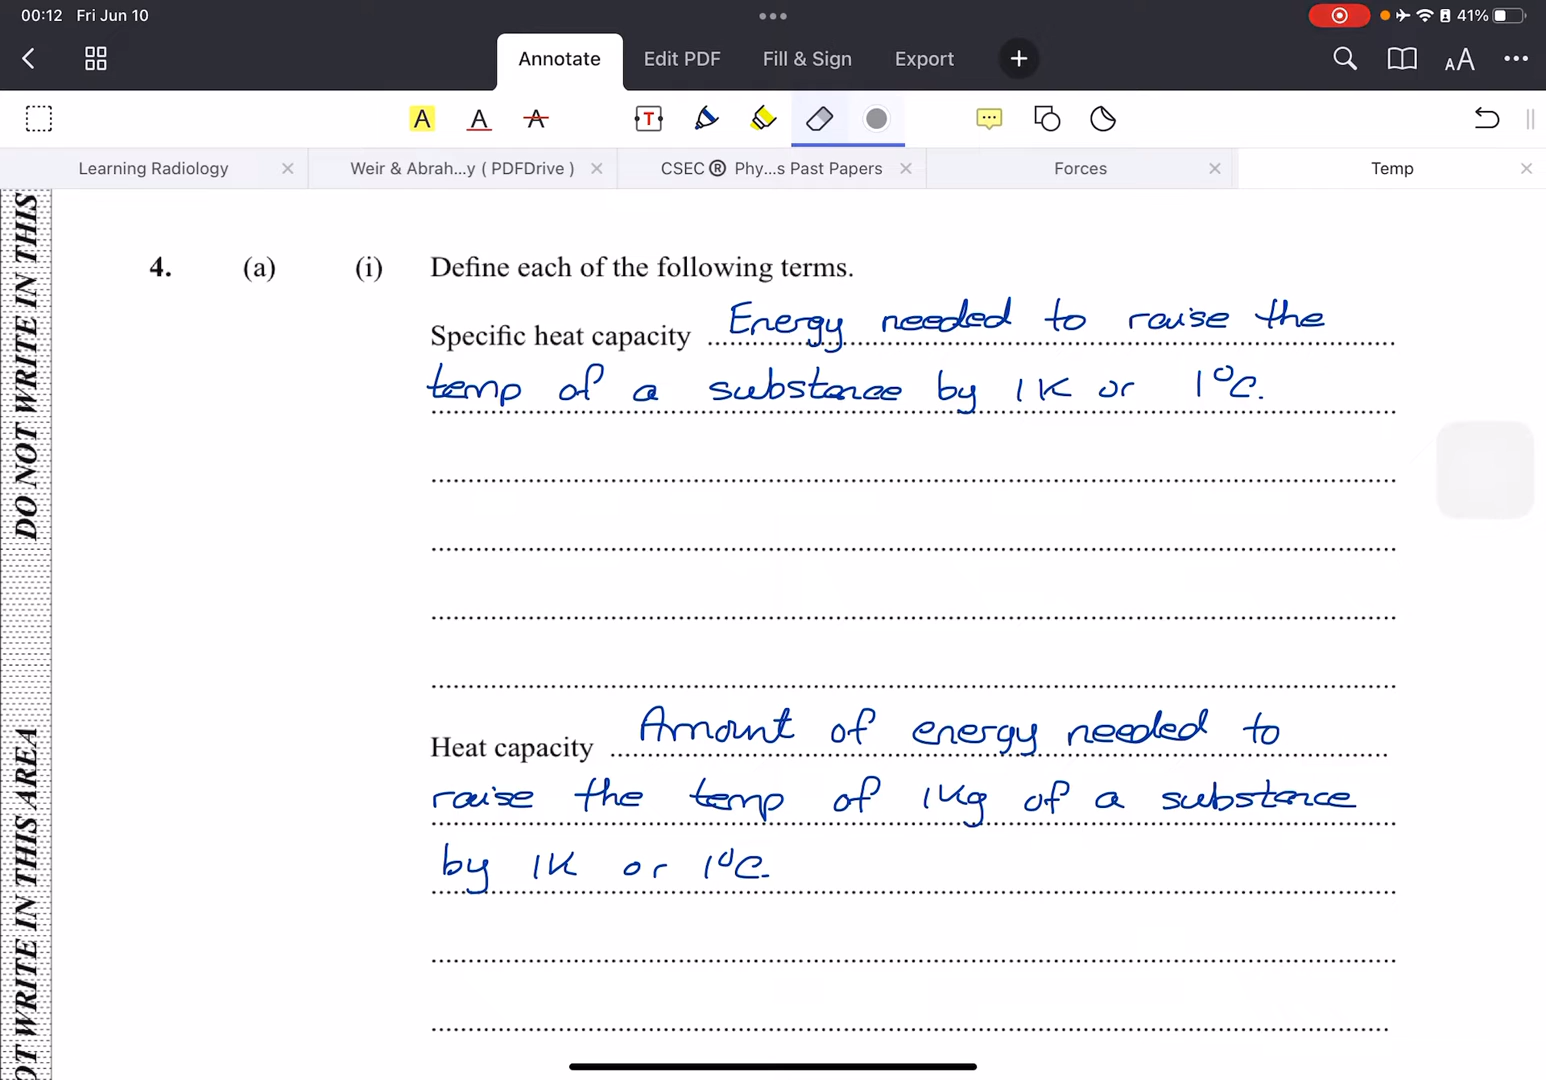 00:12 Fri Jun 10
41%
Annotate Edit PDF Fill & Sign Export
Learning Radiology Weir & Abrah...y ( PDFDrive ) CSEC ® Phy...s Past Papers Forces Temp
DO NOT WRITE IN THIS
4. (a) (i) Define each of the following terms.
Specific heat capacity Energy needed to raise the
temp of a substance by 1K or 1°C.
Heat capacity Amount of energy needed to
raise the temp of 1Kg of a substance
by 1K or 1°C.
OT WRITE IN THIS AREA